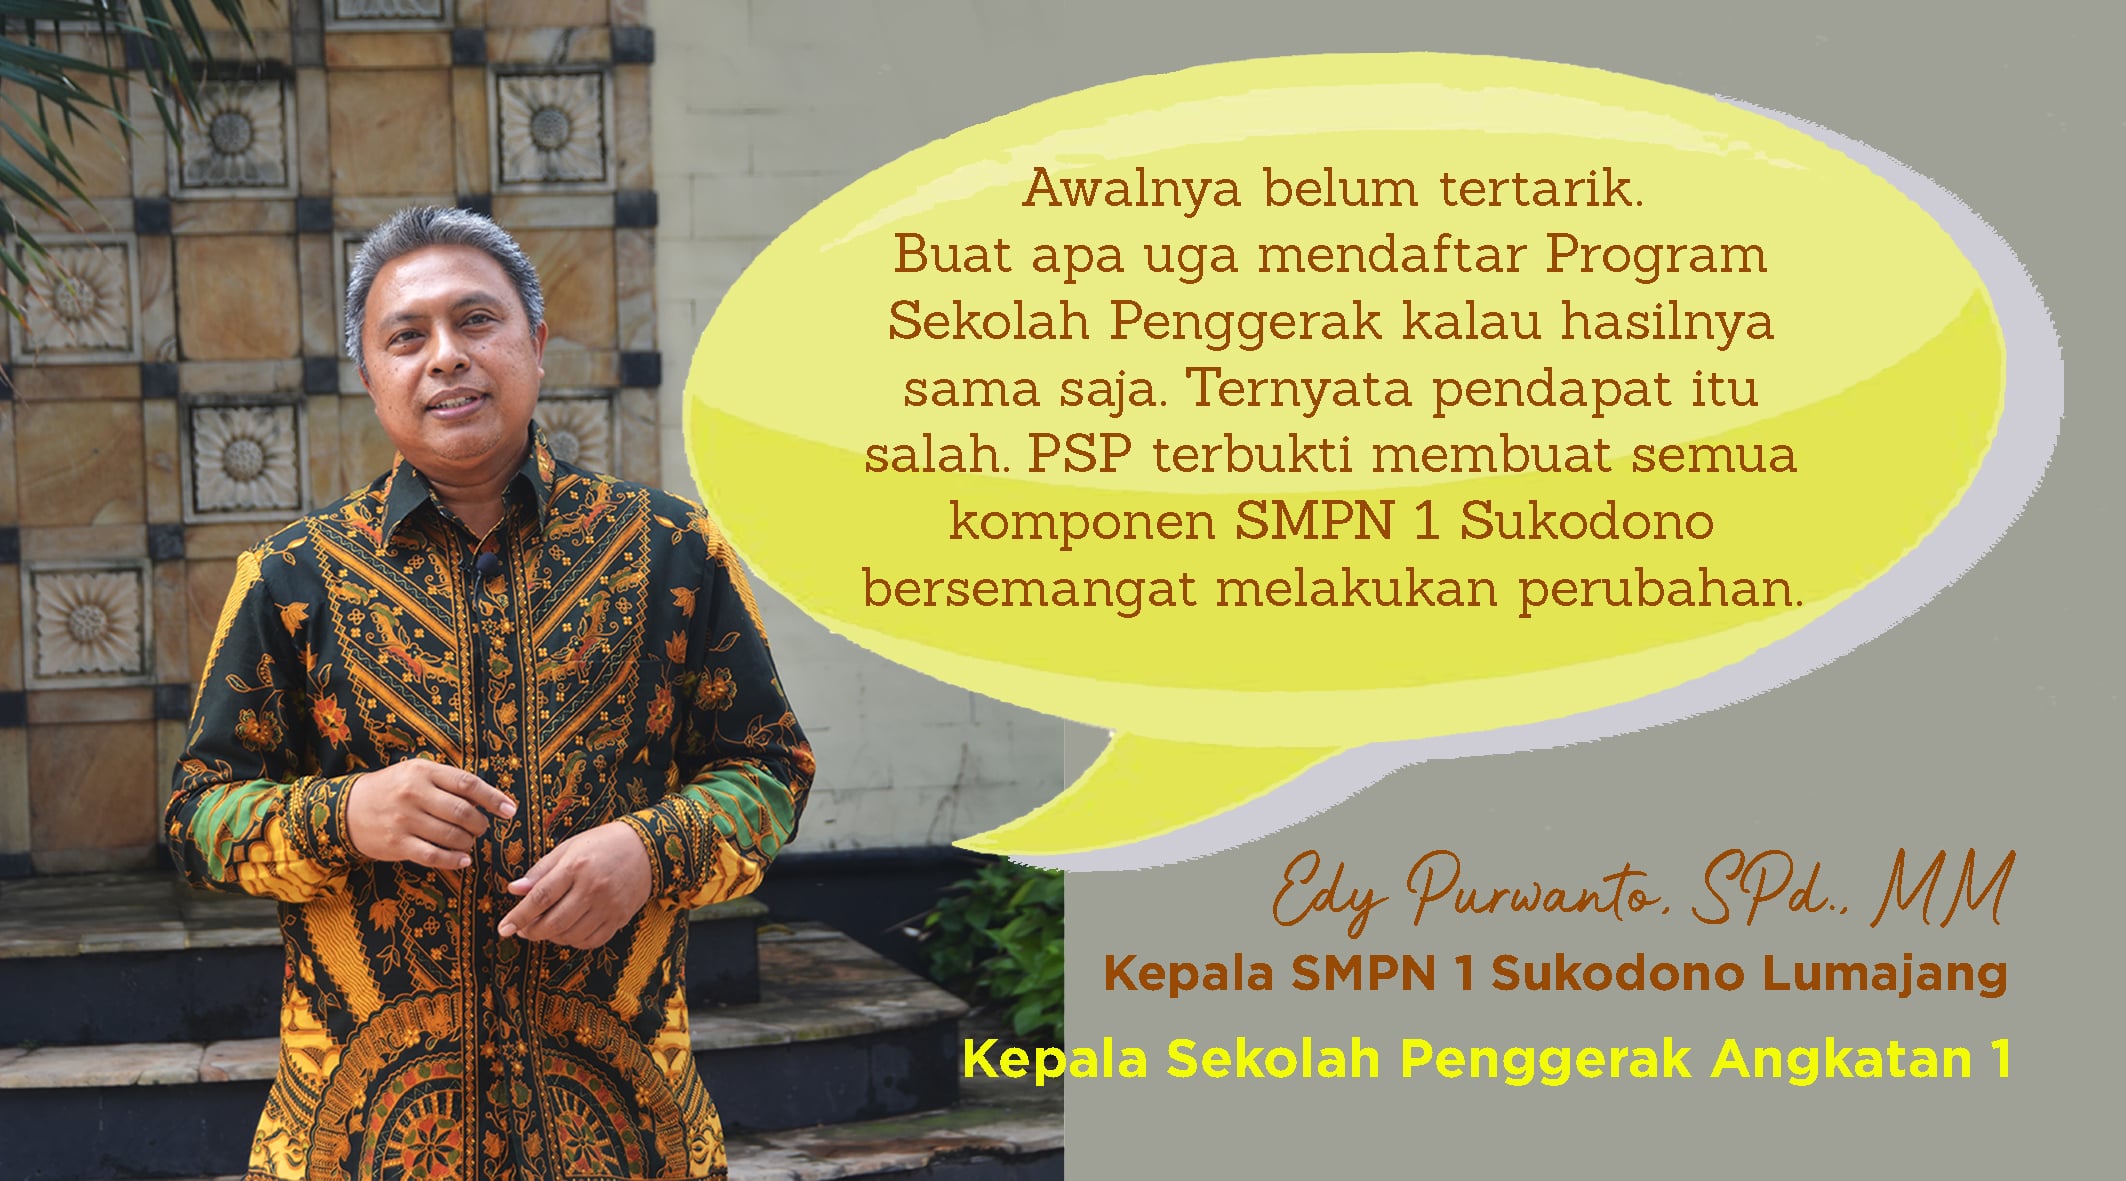 Awalnya belum tertarik.
Buat apa uga mendaftar Program
Sekolah Penggerak kalau hasilnya
sama saja. Ternyata pendapat itu
salah. PSP terbukti membuat semua
komponen SMPN 1 Sukodono
bersemangat melakukan perubahan.
Edy Purwanto, SPd., MM
Kepala SMPN 1 Sukodono Lumajang
Kepala Sekolah Penggerak Angkatan 1